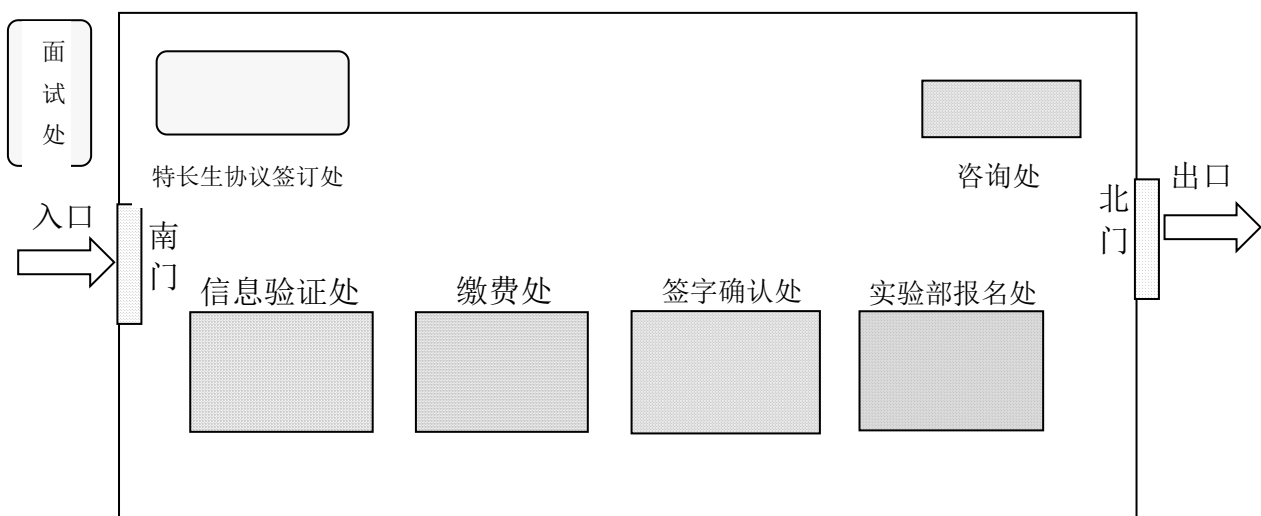 面
试
处
特长生协议签订处
咨询处
入口
南
门
北
门
出口
信息验证处
缴费处
签字确认处
实验部报名处